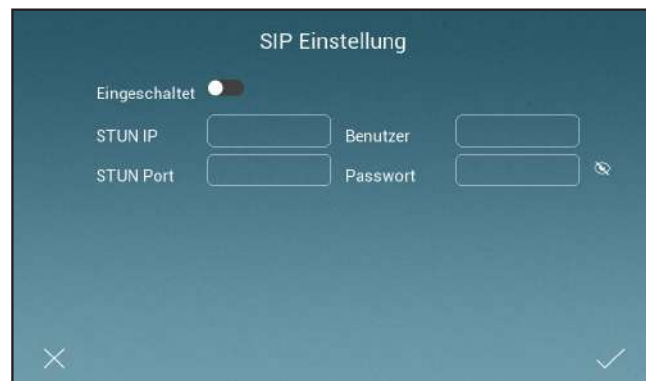 SIP Einstellung
Eingeschaltet
STUN IP Benutzer
STUN Port Passwort